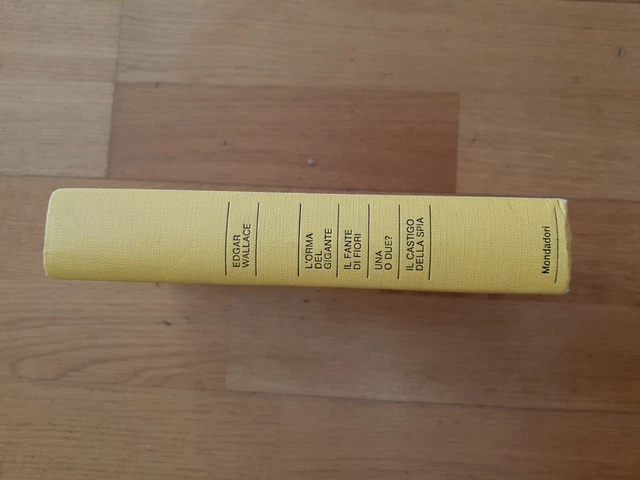 EDGAR
WALLACE
L'ORMA
DEL
GIGANTE
IL FANTE
DI FIORI
UNA
O DUE?
IL CASTIGO
DELLA SPIA
Mondadori